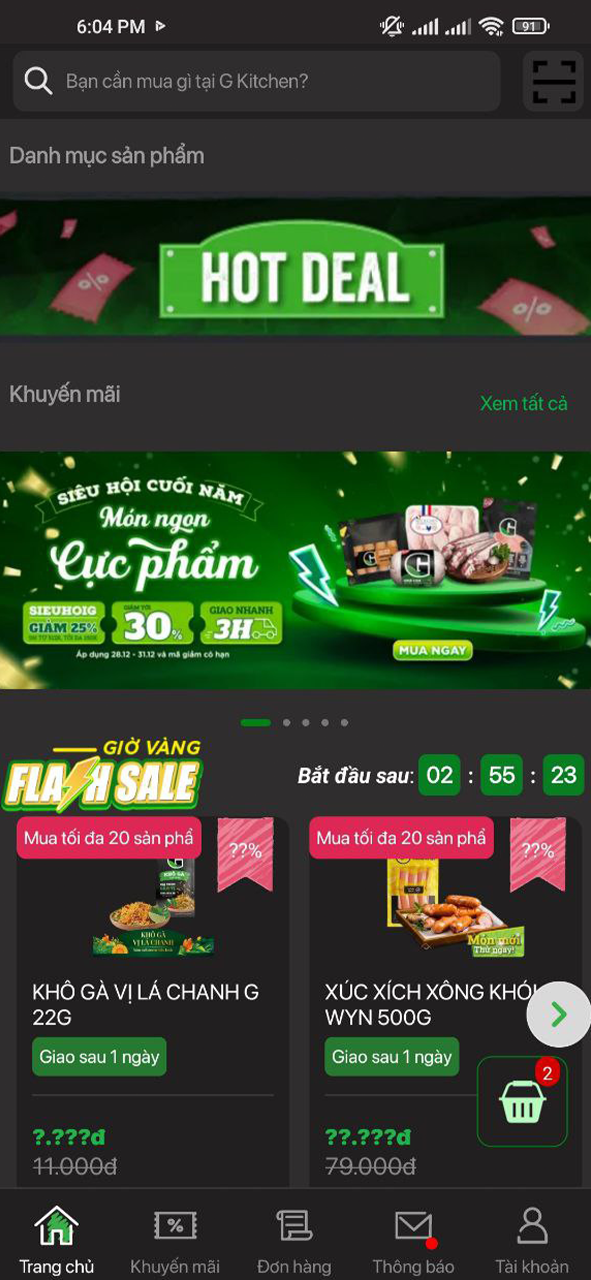 6:04 PM
91
Bạn cần mua gì tại G Kitchen?
Danh mục sản phẩm
%
%
HOT DEAL
Khuyến mãi
Xem tất cả
SIÊU HỘI CUỐI NĂM
Món ngon
Cực phẩm
SIEUHOIG
GIẢM 25%
GIẢM TỚI
30%
GIAO NHANH
3H
Áp dụng 28.12 - 31.12 và mã giảm có hạn
MUA NGAY
G
G
G
GIỜ VÀNG
FLASH SALE
Bắt đầu sau: 02 : 55 : 23
Mua tối đa 20 sản phẩ
??%
Mua tối đa 20 sản phẩ
??%
KHÔ GÀ
KHÔ GÀ
VỊ LÁ CHANH
Món mới
Thử ngay!
KHÔ GÀ VỊ LÁ CHANH G
22G
XÚC XÍCH XÔNG KHÓI
WYN 500G
Giao sau 1 ngày
Giao sau 1 ngày
2
?.???đ
11.000đ
??.???đ
79.000đ
%
Trang chủ
Khuyến mãi
Đơn hàng
Thông báo
Tài khoản